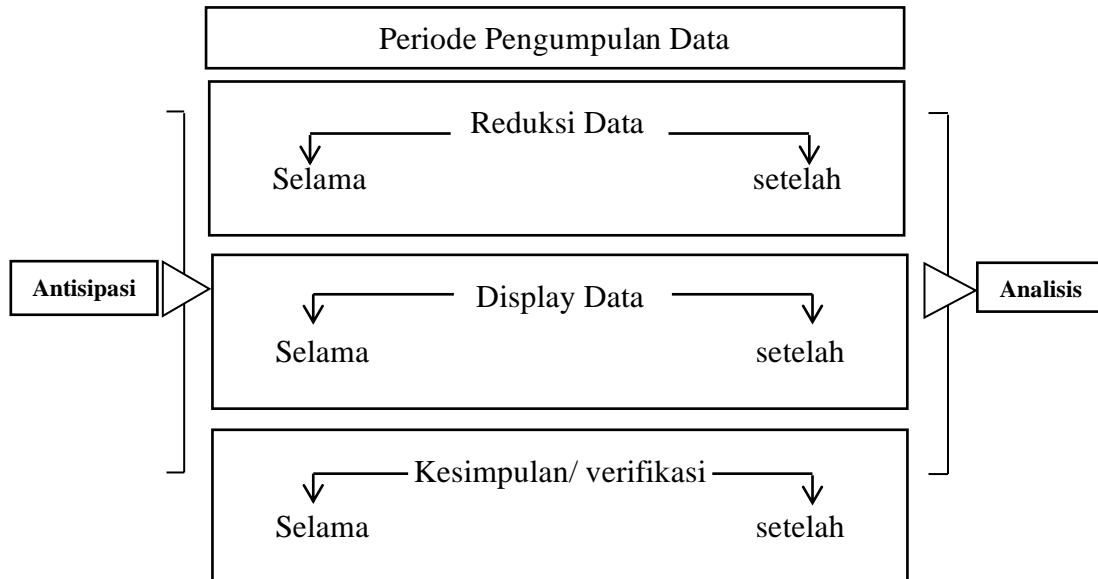 Periode Pengumpulan Data
Reduksi Data
Selama setelah
Antisipasi
Display Data
Analisis
Selama setelah
Kesimpulan/ verifikasi
Selama setelah